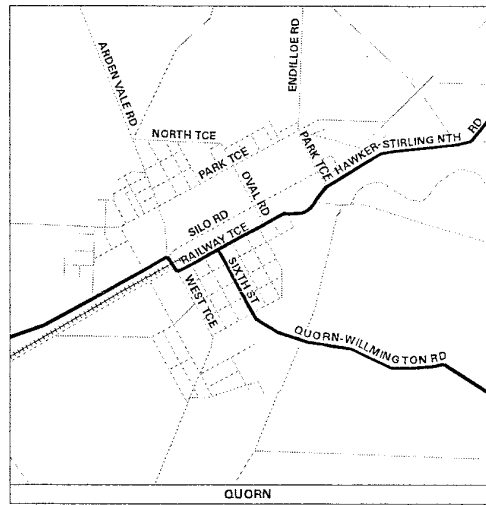 ARDEN VALE RD
ENDILLOE RD
NORTH TCE
PARK TCE
PARK TCE
HAWKER-STIRLING NTH RD
OVAL RD
SILO RD
RAILWAY TCE
SIXTH ST
WEST TCE
QUORN-WILLMINGTON RD
QUORN